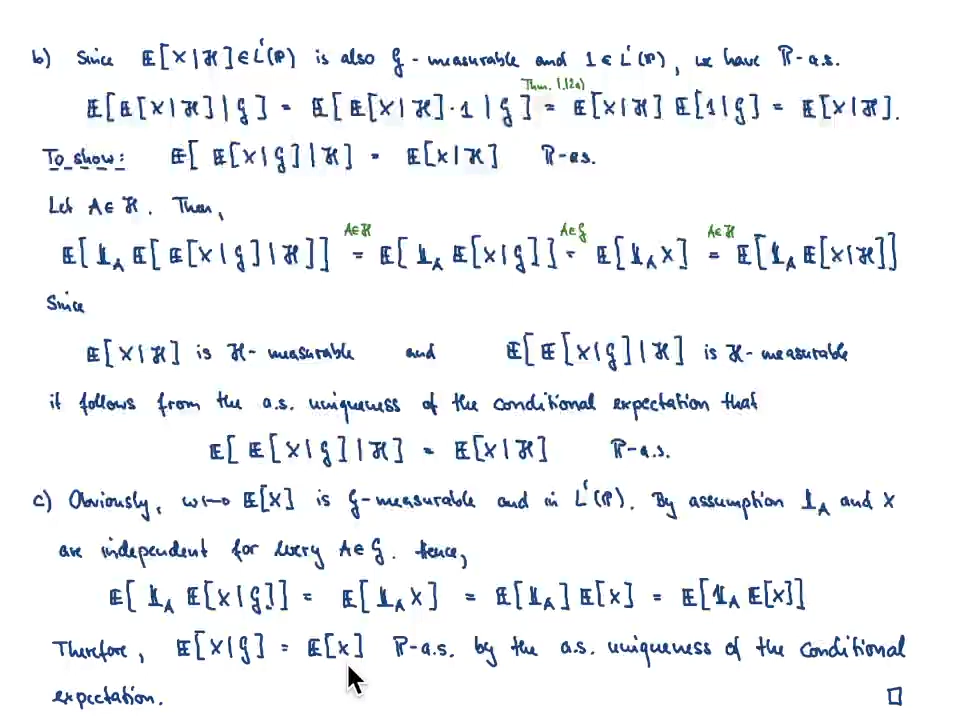 b) Since 𝔼[X|ℋ] ∈ L¹(ℙ) is also 𝒢-measurable and 1 ∈ L¹(ℙ), we have ℙ-a.s.
Thm. 1.12a)
𝔼[𝔼[X|ℋ]|𝒢] = 𝔼[𝔼[X|ℋ]·1|𝒢] = 𝔼[X|ℋ] 𝔼[1|𝒢] = 𝔼[X|ℋ].
To show: 𝔼[𝔼[X|𝒢]|ℋ] = 𝔼[X|ℋ] ℙ-a.s.
Let A∈ℋ. Then,
A∈ℋ A∈𝒢 A∈ℋ
𝔼[𝟙_A 𝔼[𝔼[X|𝒢]|ℋ]] = 𝔼[𝟙_A 𝔼[X|𝒢]] = 𝔼[𝟙_A X] = 𝔼[𝟙_A 𝔼[X|ℋ]]
Since
𝔼[X|ℋ] is ℋ-measurable and 𝔼[𝔼[X|𝒢]|ℋ] is ℋ-measurable
it follows from the a.s. uniqueness of the conditional expectation that
𝔼[𝔼[X|𝒢]|ℋ] = 𝔼[X|ℋ] ℙ-a.s.
c) Obviously, ω↦𝔼[X] is 𝒢-measurable and in L¹(ℙ). By assumption 𝟙_A and X
are independent for every A∈𝒢. Hence,
𝔼[𝟙_A 𝔼[X|𝒢]] = 𝔼[𝟙_A X] = 𝔼[𝟙_A] 𝔼[X] = 𝔼[𝟙_A 𝔼[X]]
Therefore, 𝔼[X|𝒢] = 𝔼[X] ℙ-a.s. by the a.s. uniqueness of the conditional
expectation. □